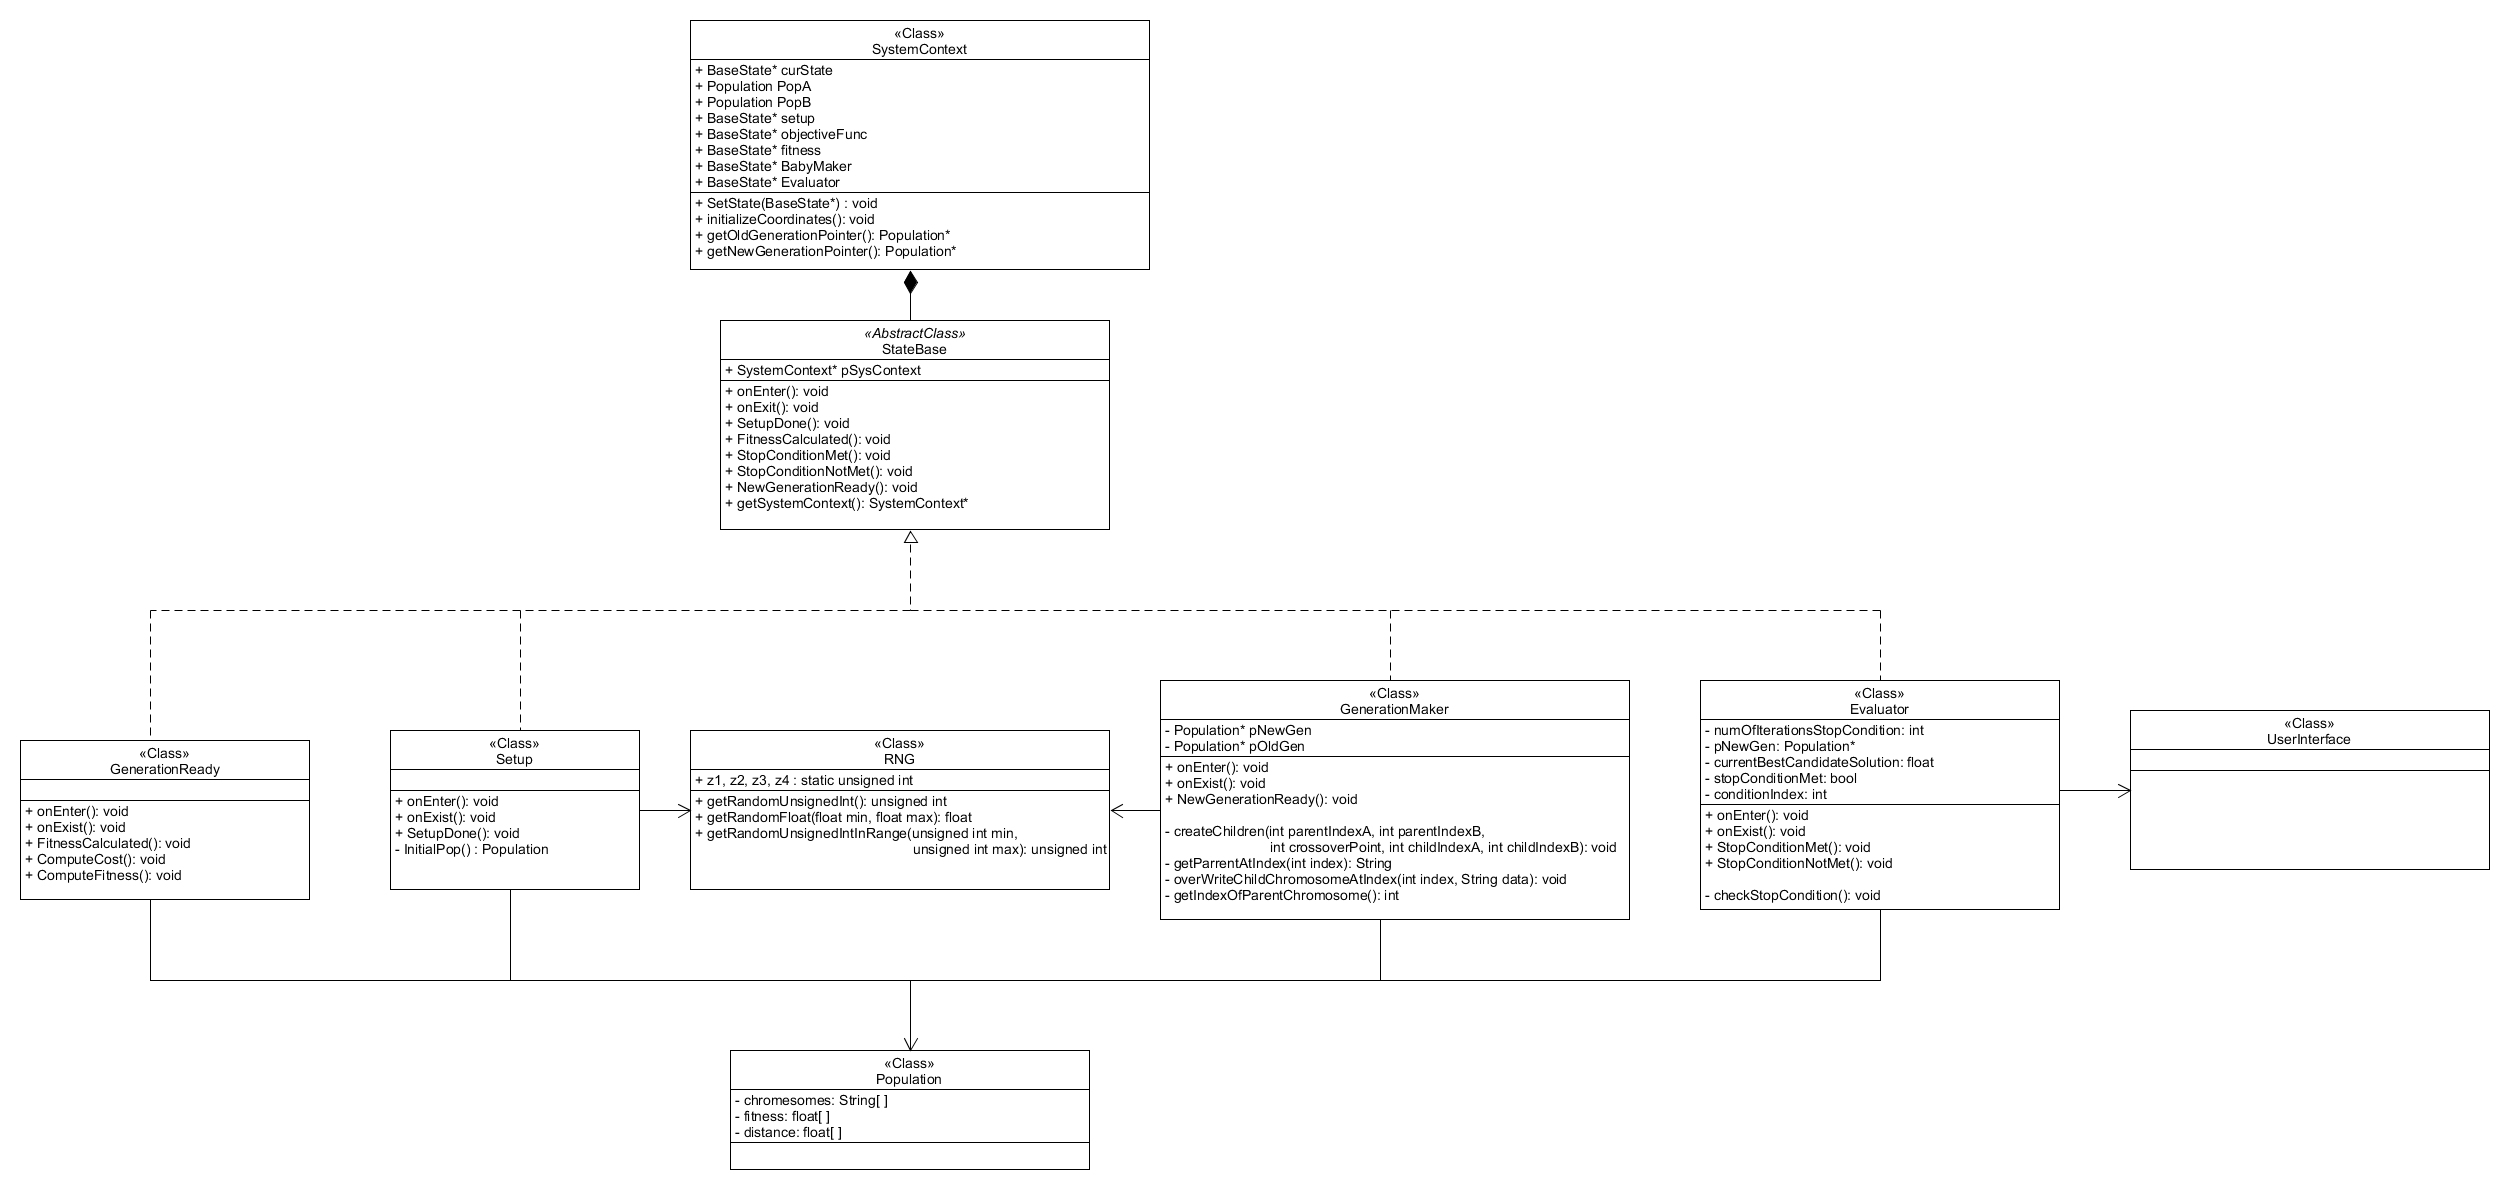 «Class»
SystemContext
+ BaseState* curState
+ Population PopA
+ Population PopB
+ BaseState* setup
+ BaseState* objectiveFunc
+ BaseState* fitness
+ BaseState* BabyMaker
+ BaseState* Evaluator
+ SetState(BaseState*) : void
+ initializeCoordinates(): void
+ getOldGenerationPointer(): Population*
+ getNewGenerationPointer(): Population*
«AbstractClass»
StateBase
+ SystemContext* pSysContext
+ onEnter(): void
+ onExit(): void
+ SetupDone(): void
+ FitnessCalculated(): void
+ StopConditionMet(): void
+ StopConditionNotMet(): void
+ NewGenerationReady(): void
+ getSystemContext(): SystemContext*
«Class»
GenerationReady
+ onEnter(): void
+ onExist(): void
+ FitnessCalculated(): void
+ ComputeCost(): void
+ ComputeFitness(): void
«Class»
Setup
+ onEnter(): void
+ onExist(): void
+ SetupDone(): void
- InitialPop() : Population
«Class»
RNG
+ z1, z2, z3, z4 : static unsigned int
+ getRandomUnsignedInt(): unsigned int
+ getRandomFloat(float min, float max): float
+ getRandomUnsignedIntInRange(unsigned int min,
unsigned int max): unsigned int
«Class»
GenerationMaker
- Population* pNewGen
- Population* pOldGen
+ onEnter(): void
+ onExist(): void
+ NewGenerationReady(): void
- createChildren(int parentIndexA, int parentIndexB,
int crossoverPoint, int childIndexA, int childIndexB): void
- getParrentAtIndex(int index): String
- overWriteChildChromosomeAtIndex(int index, String data): void
- getIndexOfParentChromosome(): int
«Class»
Evaluator
- numOfIterationsStopCondition: int
- pNewGen: Population*
- currentBestCandidateSolution: float
- stopConditionMet: bool
- conditionIndex: int
+ onEnter(): void
+ onExist(): void
+ StopConditionMet(): void
+ StopConditionNotMet(): void
- checkStopCondition(): void
«Class»
UserInterface
«Class»
Population
- chromesomes: String[ ]
- fitness: float[ ]
- distance: float[ ]